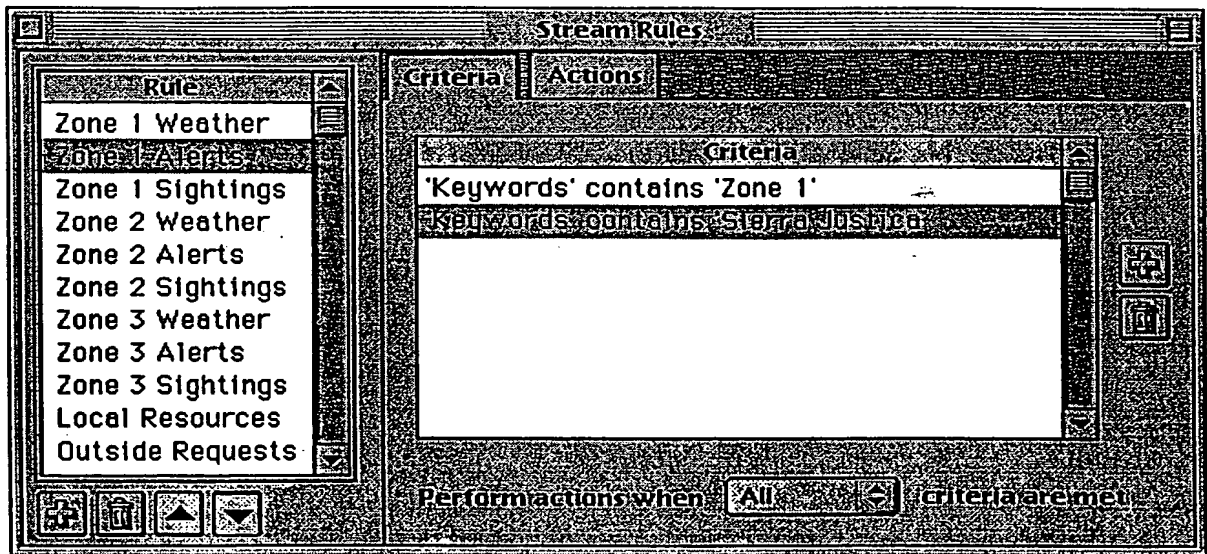 Stream Rules
Rule
Zone 1 Weather
Zone 1 Alerts
Zone 1 Sightings
Zone 2 Weather
Zone 2 Alerts
Zone 2 Sightings
Zone 3 Weather
Zone 3 Alerts
Zone 3 Sightings
Local Resources
Outside Requests
Criteria
Actions
Criteria
'Keywords' contains 'Zone 1'
'Keywords' contains 'Sierra Justica'
Perform actions when All criteria are met